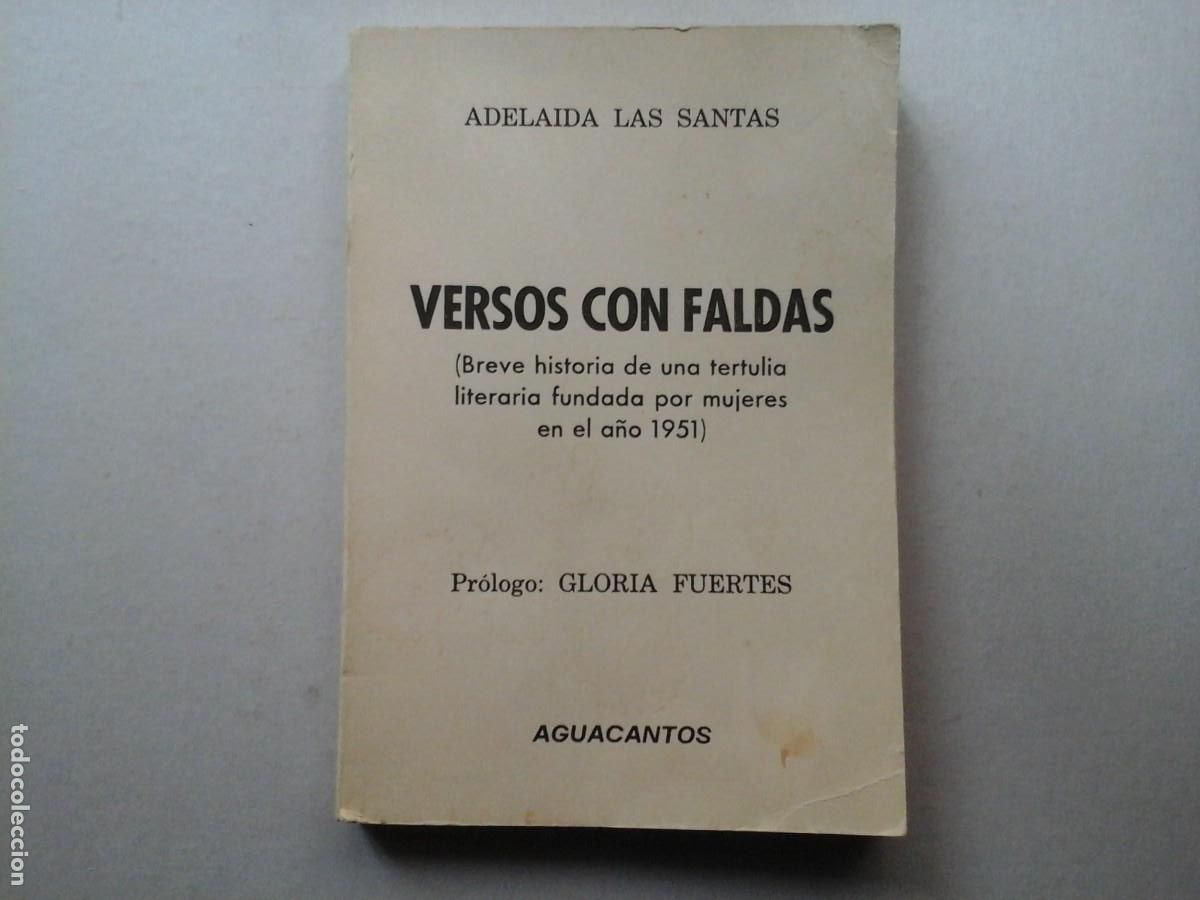 ADELAIDA LAS SANTAS
VERSOS CON FALDAS
(Breve historia de una tertulia
literaria fundada por mujeres
en el año 1951)
Prólogo: GLORIA FUERTES
AGUACANTOS
todocoleccion